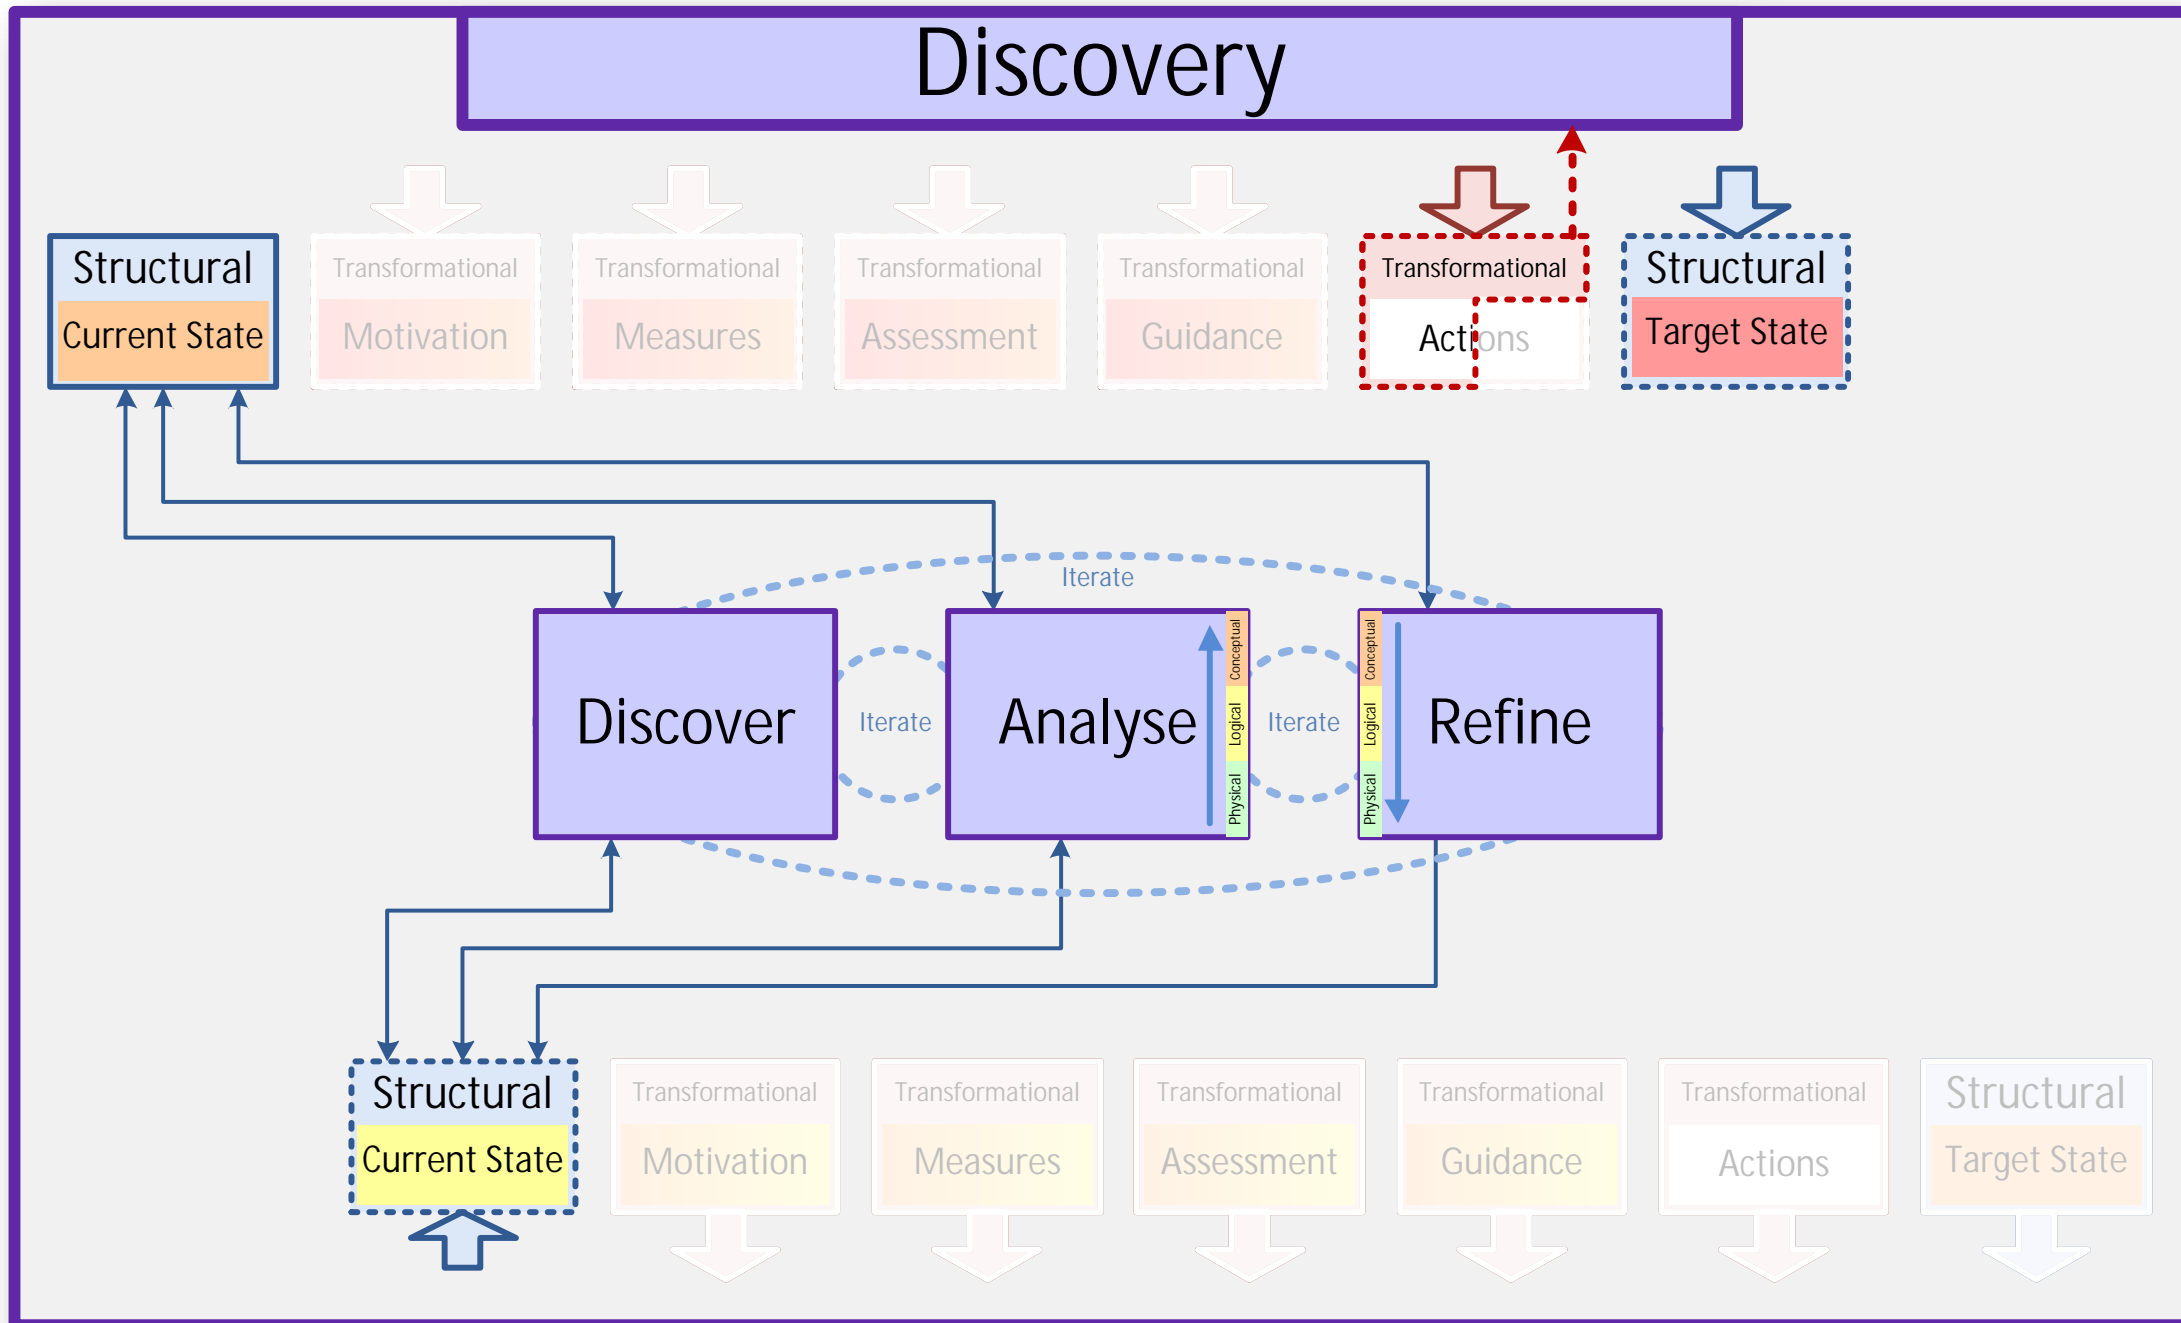 Discovery
Structural
Current State
Transformational
Motivation
Transformational
Measures
Transformational
Assessment
Transformational
Guidance
Transformational
Actions
Structural
Target State
Iterate
Discover
Iterate
Analyse
Conceptual
Logical
Physical
Iterate
Conceptual
Logical
Physical
Refine
Structural
Current State
Transformational
Motivation
Transformational
Measures
Transformational
Assessment
Transformational
Guidance
Transformational
Actions
Structural
Target State